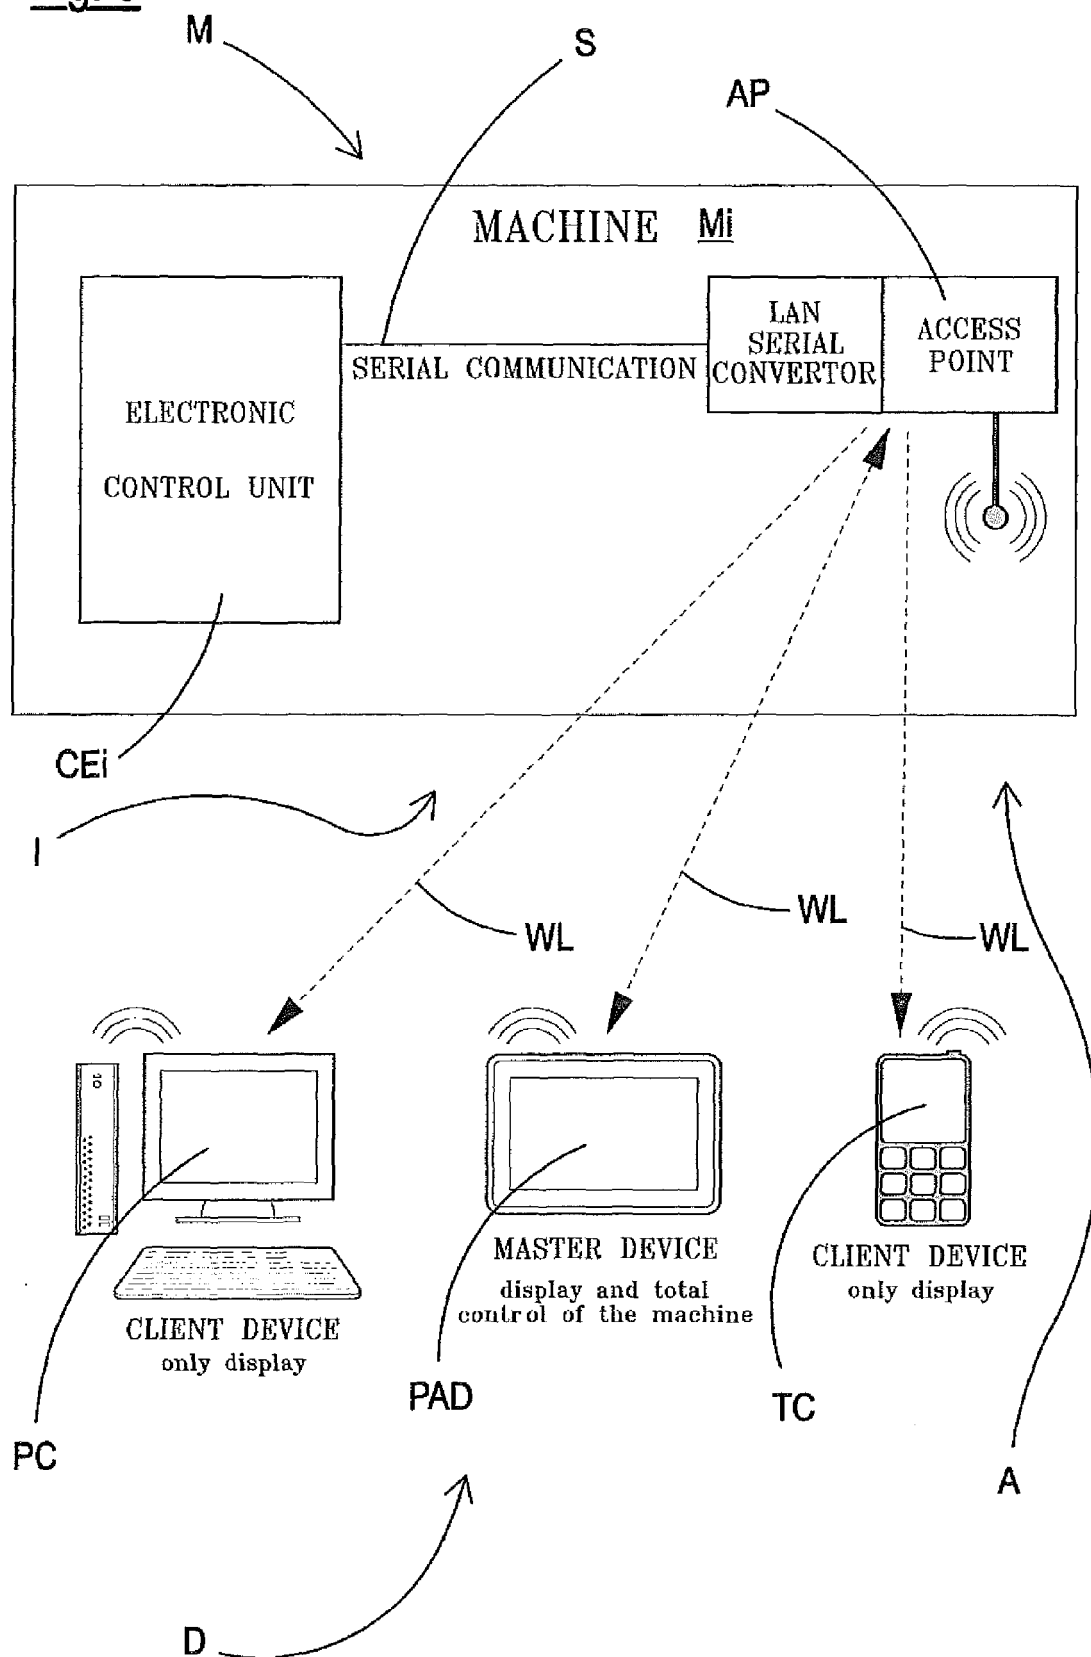 M
S
AP
MACHINE Mi
LAN
SERIAL
CONVERTOR
ACCESS
POINT
SERIAL COMMUNICATION
ELECTRONIC
CONTROL UNIT
CEi
I
WL
WL
WL
MASTER DEVICE
display and total
control of the machine
CLIENT DEVICE
only display
CLIENT DEVICE
only display
PAD
TC
PC
A
D